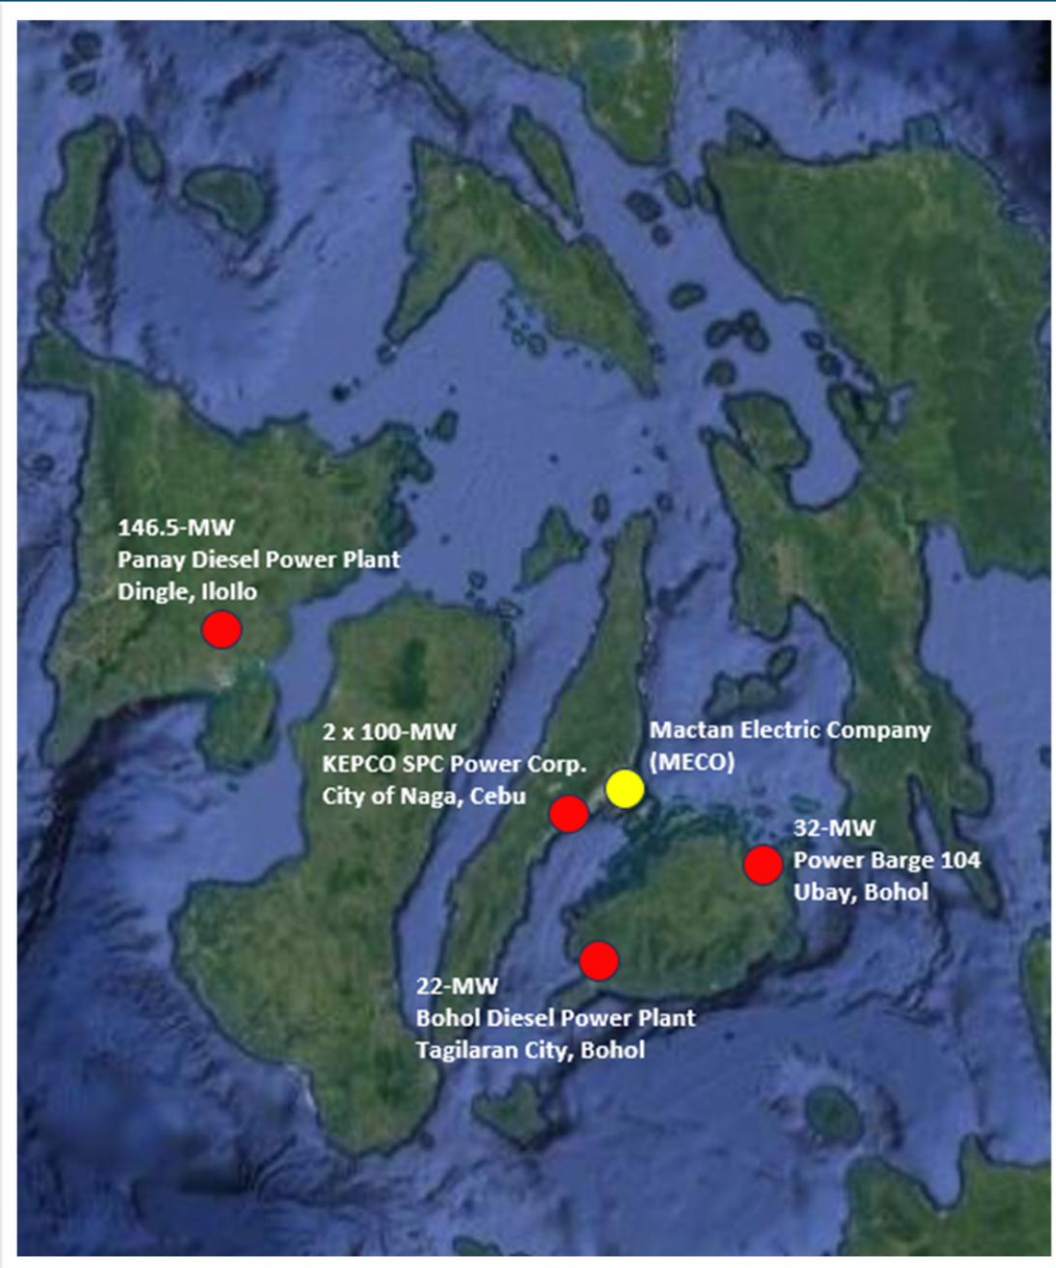 146.5-MW
Panay Diesel Power Plant
Dingle, IloIlo
2 x 100-MW
KEPCO SPC Power Corp.
City of Naga, Cebu
Mactan Electric Company
(MECO)
32-MW
Power Barge 104
Ubay, Bohol
22-MW
Bohol Diesel Power Plant
Tagilaran City, Bohol